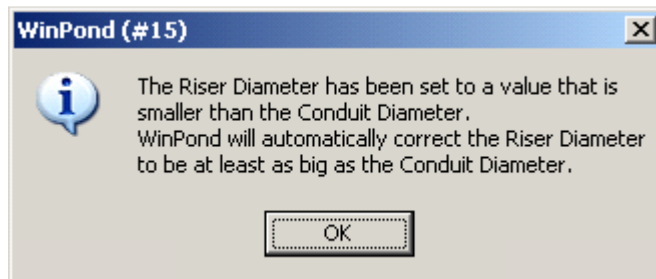 WinPond (#15)
The Riser Diameter has been set to a value that is
smaller than the Conduit Diameter.
WinPond will automatically correct the Riser Diameter
to be at least as big as the Conduit Diameter.
OK